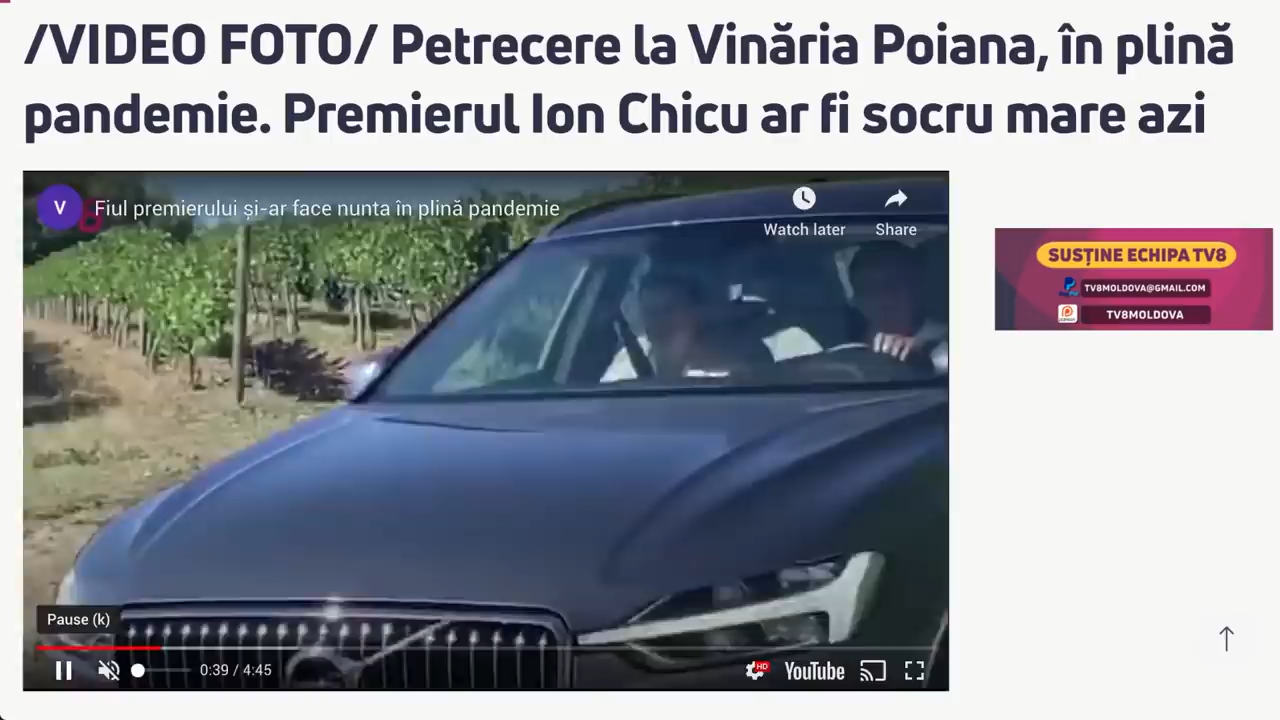 /VIDEO FOTO/ Petrecere la Vinăria Poiana, în plină
pandemie. Premierul Ion Chicu ar fi socru mare azi
V
Fiul premierului și-ar face nunta în plină pandemie
Watch later
Share
SUSȚINE ECHIPA TV8
TV8MOLDOVA@GMAIL.COM
TV8MOLDOVA
Pause (k)
0:39 / 4:45
HD
YouTube